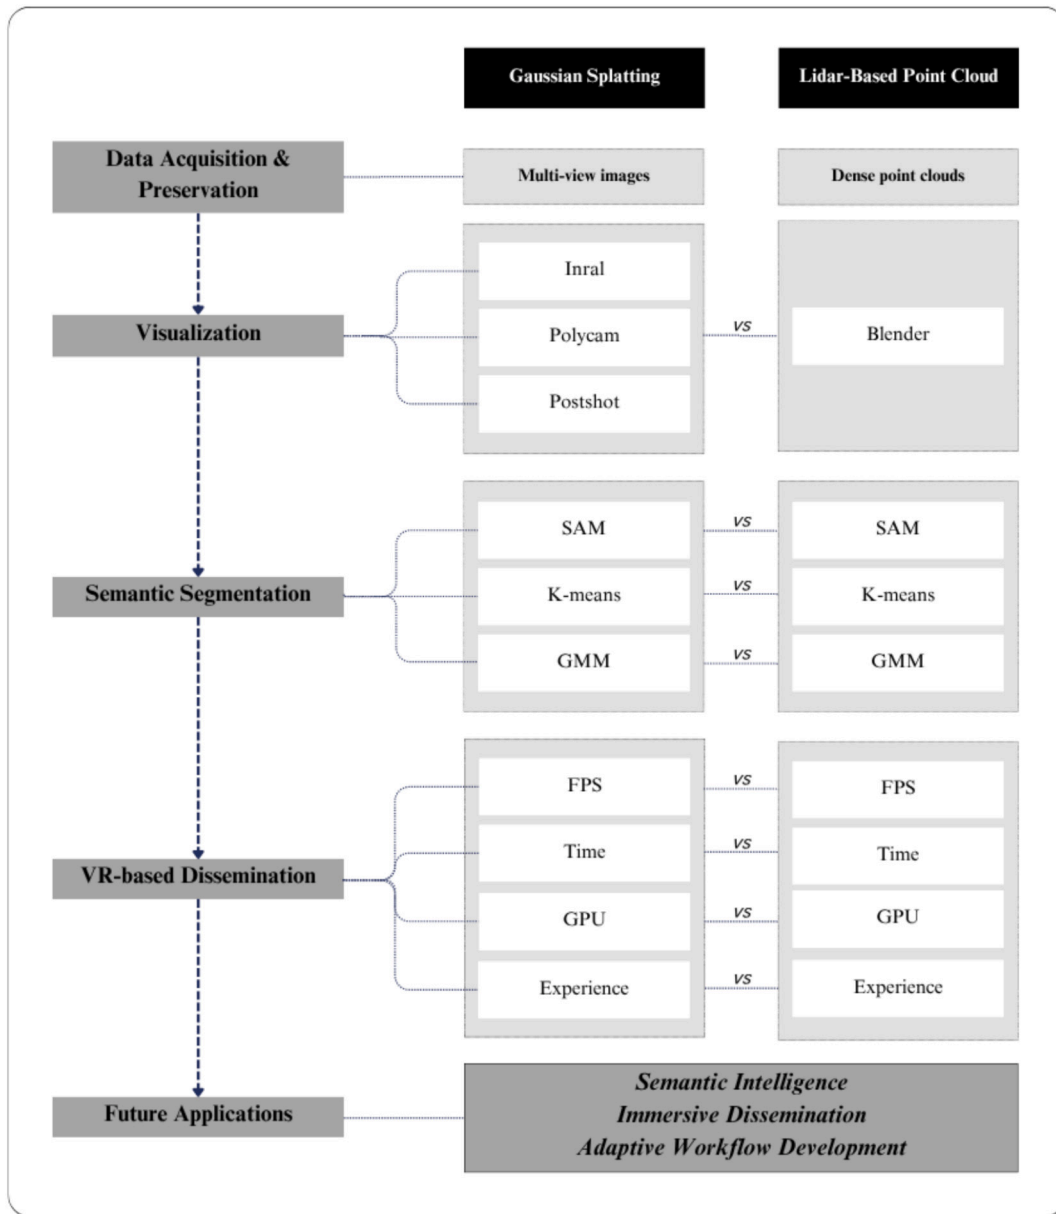 Gaussian Splatting
Lidar-Based Point Cloud
Data Acquisition &
Preservation
Multi-view images
Dense point clouds
Visualization
Inral
Polycam
Postshot
vs
Blender
Semantic Segmentation
SAM
vs
SAM
K-means
vs
K-means
GMM
vs
GMM
VR-based Dissemination
FPS
vs
FPS
Time
vs
Time
GPU
vs
GPU
Experience
vs
Experience
Future Applications
Semantic Intelligence
Immersive Dissemination
Adaptive Workflow Development